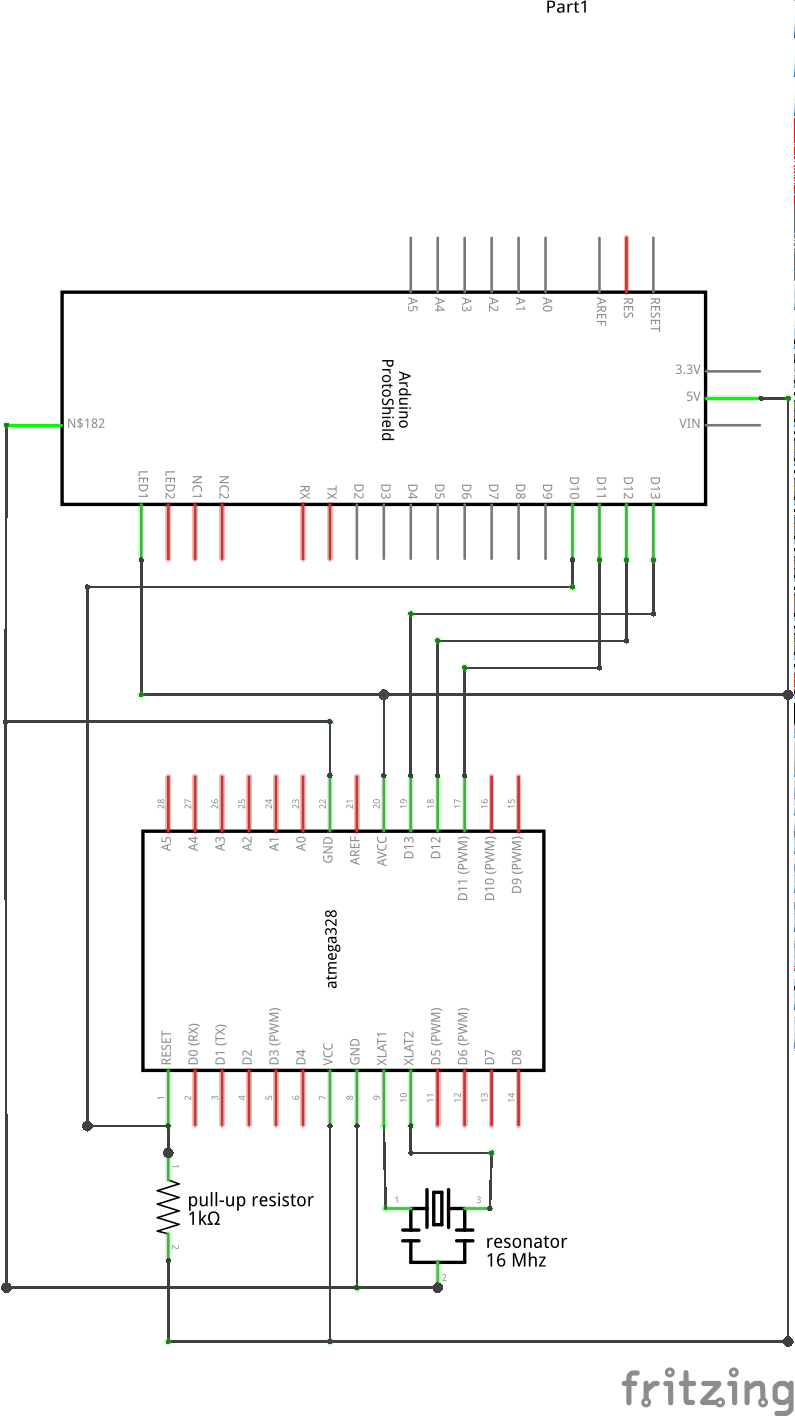 Part1
A5
A4
A3
A2
A1
A0
AREF
RES
RESET
3.3V
5V
VIN
Arduino
ProtoShield
N$182
LED1
LED2
NC1
NC2
RX
TX
D2
D3
D4
D5
D6
D7
D8
D9
D10
D11
D12
D13
28
27
26
25
24
23
22
21
20
19
18
17
16
15
A5
A4
A3
A2
A1
A0
GND
AREF
AVCC
D13
D12
D11 (PWM)
D10 (PWM)
D9 (PWM)
atmega328
RESET
D0 (RX)
D1 (TX)
D2
D3 (PWM)
D4
VCC
GND
XLAT1
XLAT2
D5 (PWM)
D6 (PWM)
D7
D8
1
2
3
4
5
6
7
8
9
10
11
12
13
14
1
pull-up resistor
1kΩ
2
1
3
resonator
16 Mhz
2
fritzing